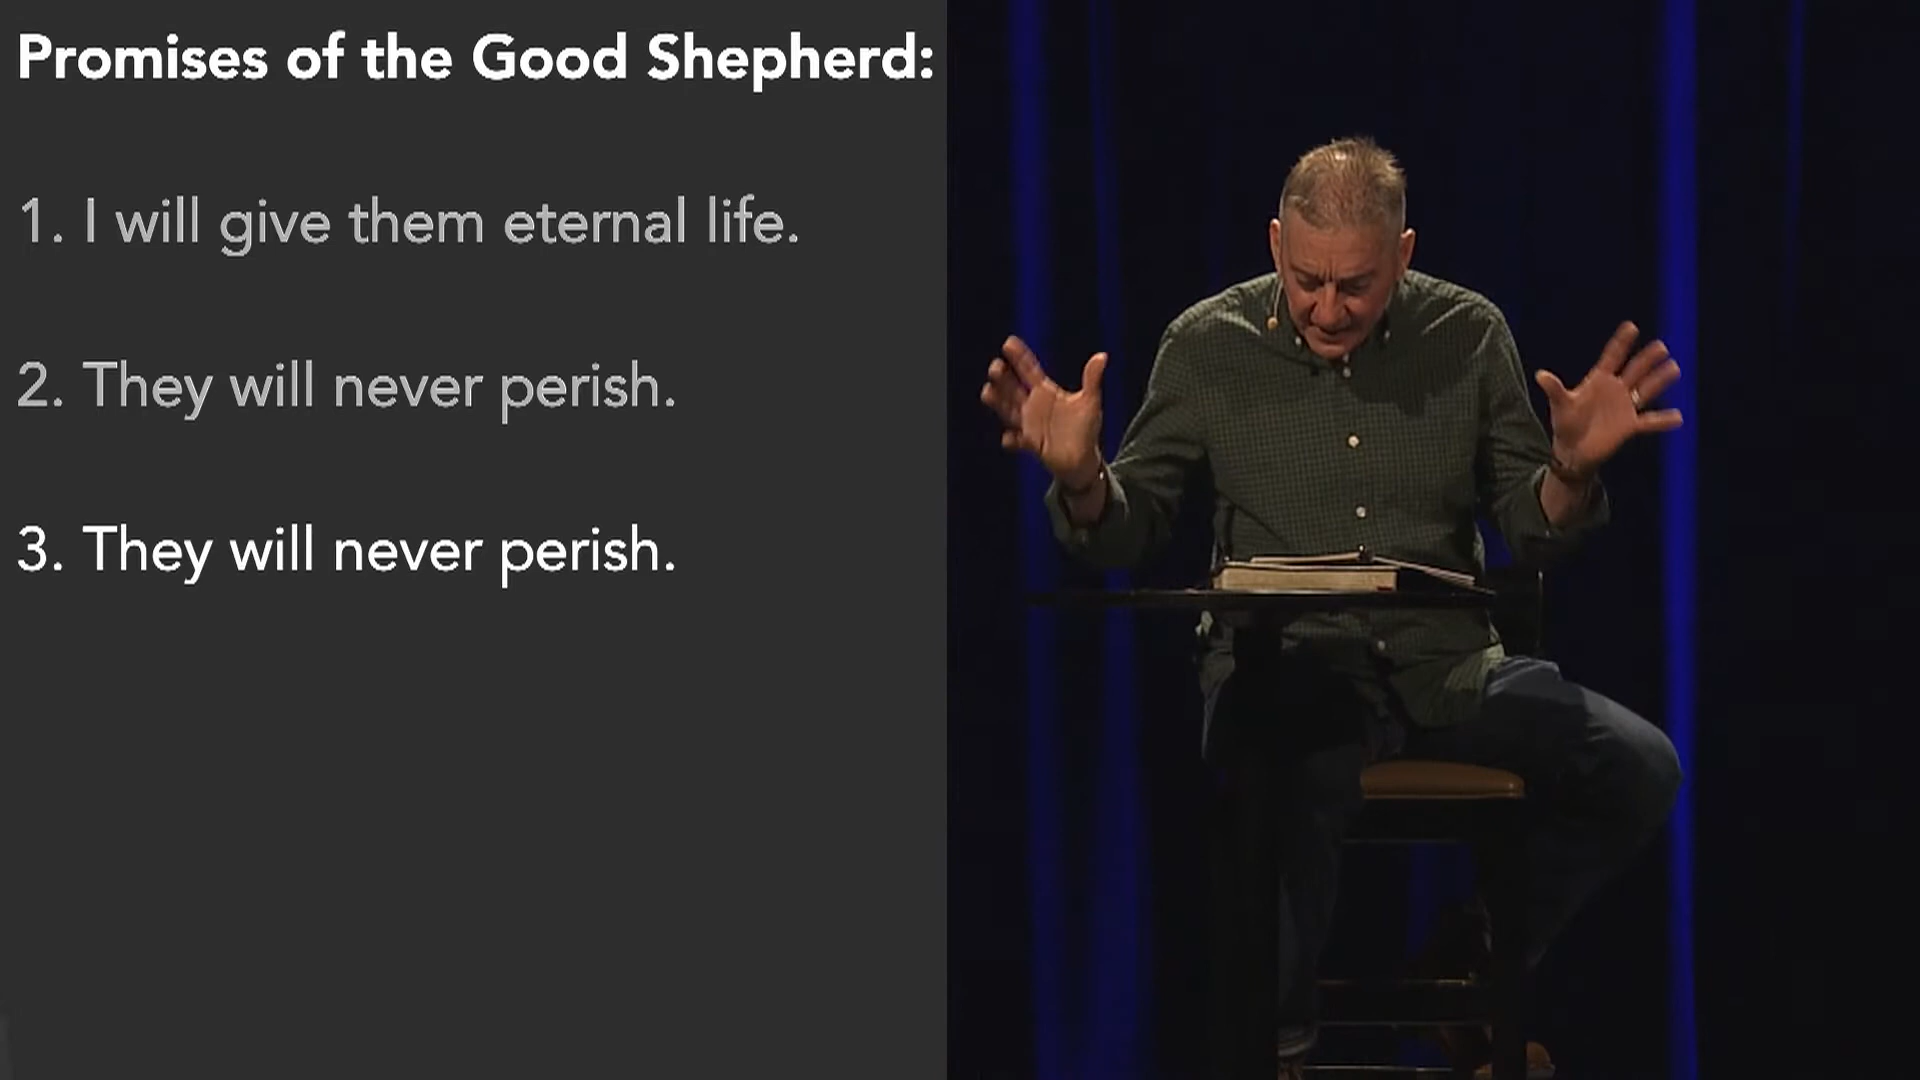 Promises of the Good Shepherd:
1. I will give them eternal life.
2. They will never perish.
3. They will never perish.